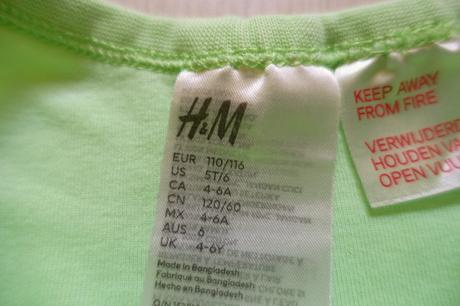 H&M
EUR 110/116
US 5T/6
CA 4-6A
CN 120/60
MX 4-6A
AUS 6
UK 4-6Y
Made in Bangladesh
Fabriqué au Bangladesh
Hecho en Bangladesh
KEEP AWAY
FROM FIRE
VERWIJDERD
HOUDEN VA
OPEN VUU